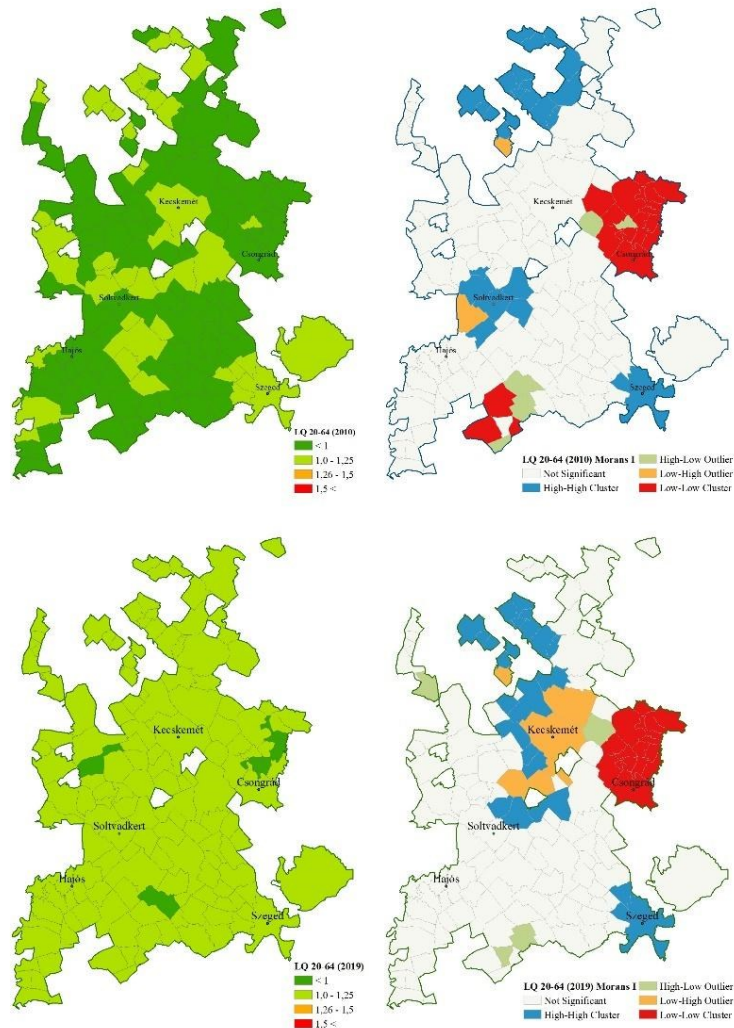 Kecskemét
Csongrád
Soltvadkert
Hajós
Szeged
LQ 20-64 (2010)
< 1
1,0 - 1,25
1,26 - 1,5
1,5 <
Kecskemét
Csongrád
Soltvadkert
Hajós
Szeged
LQ 20-64 (2010) Morans I
Not Significant
High-High Cluster
High-Low Outlier
Low-High Outlier
Low-Low Cluster
Kecskemét
Csongrád
Soltvadkert
Hajós
Szeged
LQ 20-64 (2019)
< 1
1,0 - 1,25
1,26 - 1,5
1,5 <
Kecskemét
Csongrád
Soltvadkert
Hajós
Szeged
LQ 20-64 (2019) Morans I
Not Significant
High-High Cluster
High-Low Outlier
Low-High Outlier
Low-Low Cluster